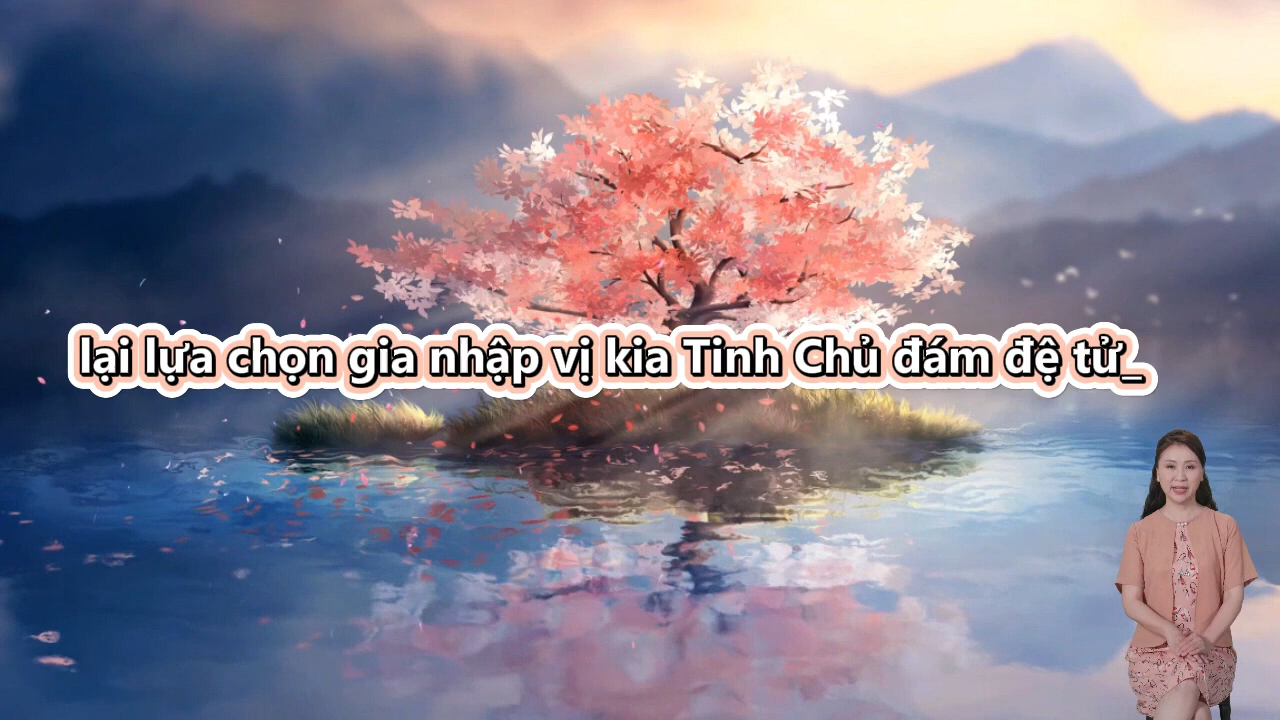 lại lựa chọn gia nhập vị kia Tinh Chủ đám đệ tử_